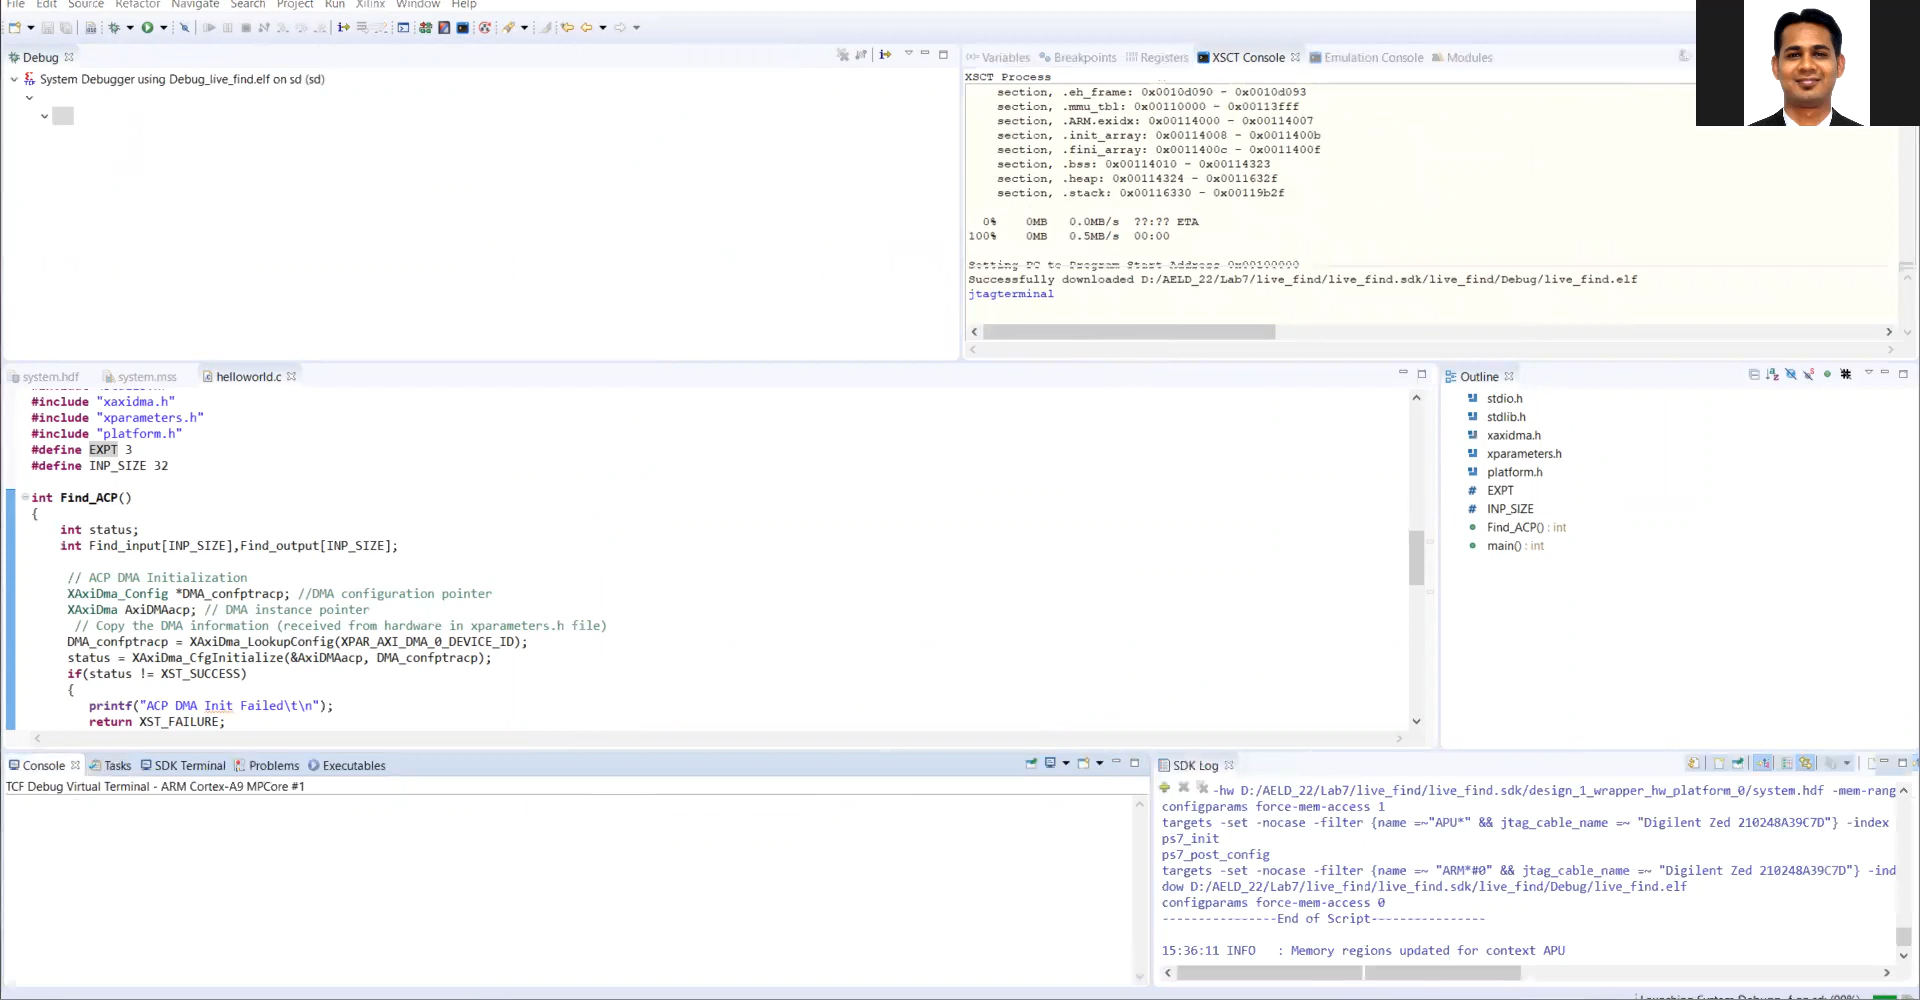 File Edit Source Refactor Navigate Search Project Run Xilinx Window Help
Debug
System Debugger using Debug_live_find.elf on sd (sd)
(x)= Variables Breakpoints Registers XSCT Console Emulation Console Modules
XSCT Process
section, .eh_frame: 0x0010d090 - 0x0010d093
section, .mmu_tbl: 0x00110000 - 0x00113fff
section, .ARM.exidx: 0x00114000 - 0x00114007
section, .init_array: 0x00114008 - 0x0011400b
section, .fini_array: 0x0011400c - 0x0011400f
section, .bss: 0x00114010 - 0x00114323
section, .heap: 0x00114324 - 0x0011632f
section, .stack: 0x00116330 - 0x00119b2f
0% 0MB 0.0MB/s ??:?? ETA
100% 0MB 0.5MB/s 00:00
Setting PC to Program Start Address 0x00100000
Successfully downloaded D:/AELD_22/Lab7/live_find/live_find.sdk/live_find/Debug/live_find.elf
jtagterminal
system.hdf system.mss helloworld.c
#include "xaxidma.h"
#include "xparameters.h"
#include "platform.h"
#define EXPT 3
#define INP_SIZE 32
int Find_ACP()
{
int status;
int Find_input[INP_SIZE],Find_output[INP_SIZE];
// ACP DMA Initialization
XAxiDma_Config *DMA_confptracp; //DMA configuration pointer
XAxiDma AxiDMAacp; // DMA instance pointer
// Copy the DMA information (received from hardware in xparameters.h file)
DMA_confptracp = XAxiDma_LookupConfig(XPAR_AXI_DMA_0_DEVICE_ID);
status = XAxiDma_CfgInitialize(&AxiDMAacp, DMA_confptracp);
if(status != XST_SUCCESS)
{
printf("ACP DMA Init Failed\t\n");
return XST_FAILURE;
Outline
stdio.h
stdlib.h
xaxidma.h
xparameters.h
platform.h
# EXPT
# INP_SIZE
Find_ACP() : int
main() : int
Console Tasks SDK Terminal Problems Executables
TCF Debug Virtual Terminal - ARM Cortex-A9 MPCore #1
SDK Log
-hw D:/AELD_22/Lab7/live_find/live_find.sdk/design_1_wrapper_hw_platform_0/system.hdf -mem-rang
configparams force-mem-access 1
targets -set -nocase -filter {name =~"APU*" && jtag_cable_name =~ "Digilent Zed 210248A39C7D"} -index
ps7_init
ps7_post_config
targets -set -nocase -filter {name =~ "ARM*#0" && jtag_cable_name =~ "Digilent Zed 210248A39C7D"} -ind
dow D:/AELD_22/Lab7/live_find/live_find.sdk/live_find/Debug/live_find.elf
configparams force-mem-access 0
----------------End of Script----------------
15:36:11 INFO : Memory regions updated for context APU